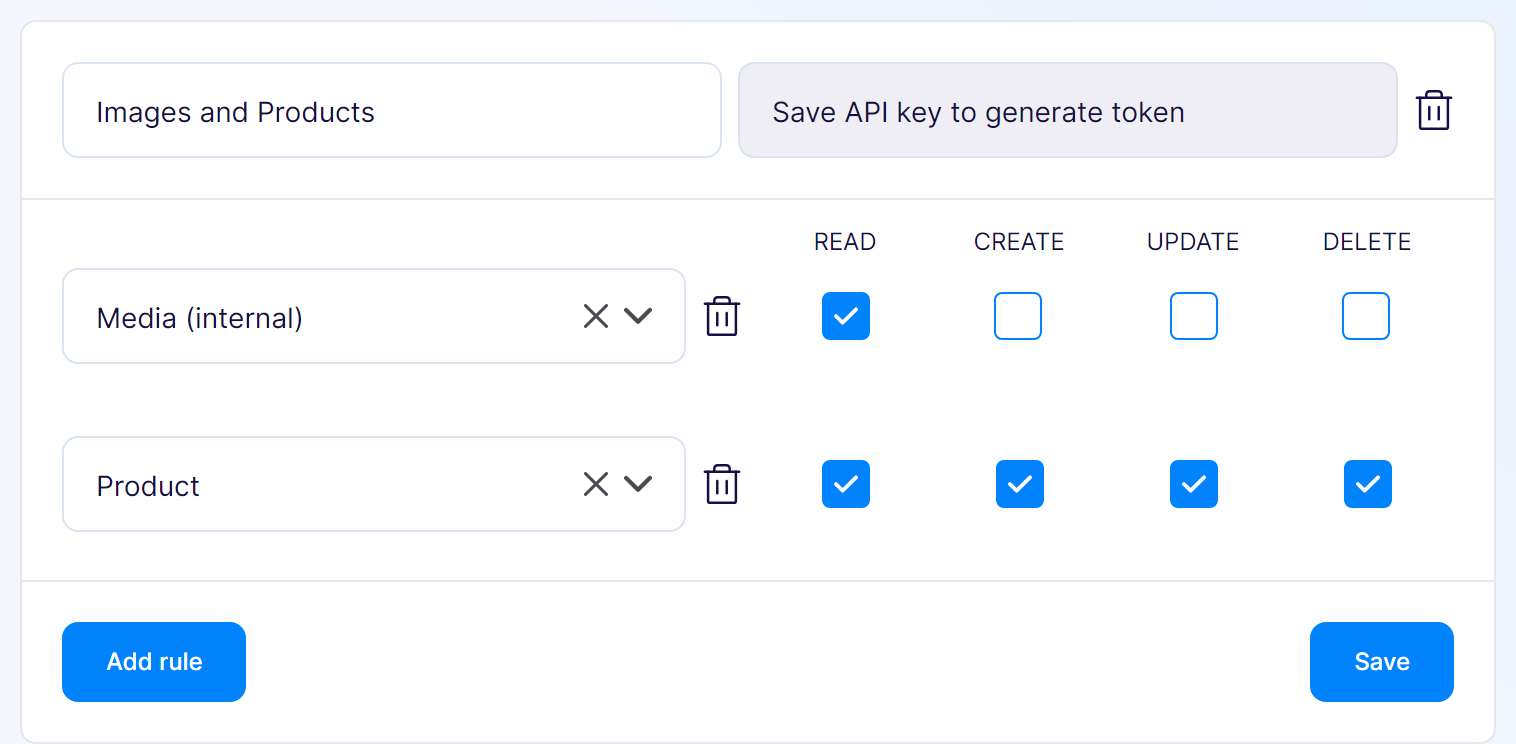 Images and Products
Save API key to generate token
READ CREATE UPDATE DELETE
Media (internal)
Product
Add rule
Save